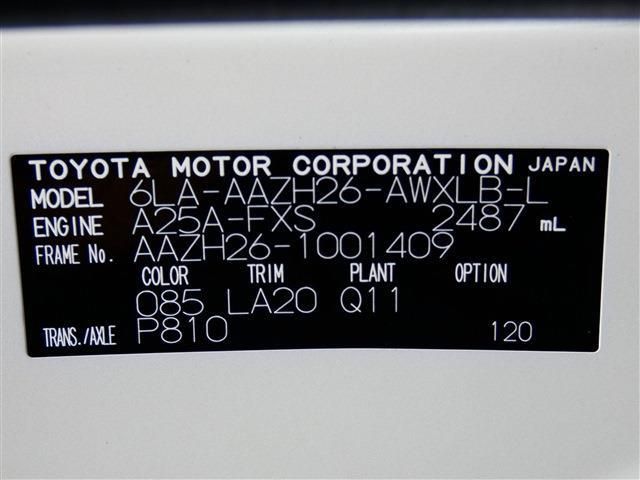 TOYOTA MOTOR CORPORATION JAPAN
MODEL 6LA-AAZH26-AWXLB-L
ENGINE A25A-FXS 2487 mL
FRAME No. AAZH26-1001409
COLOR TRIM PLANT OPTION
085 LA20 Q11
TRANS./AXLE P810 120